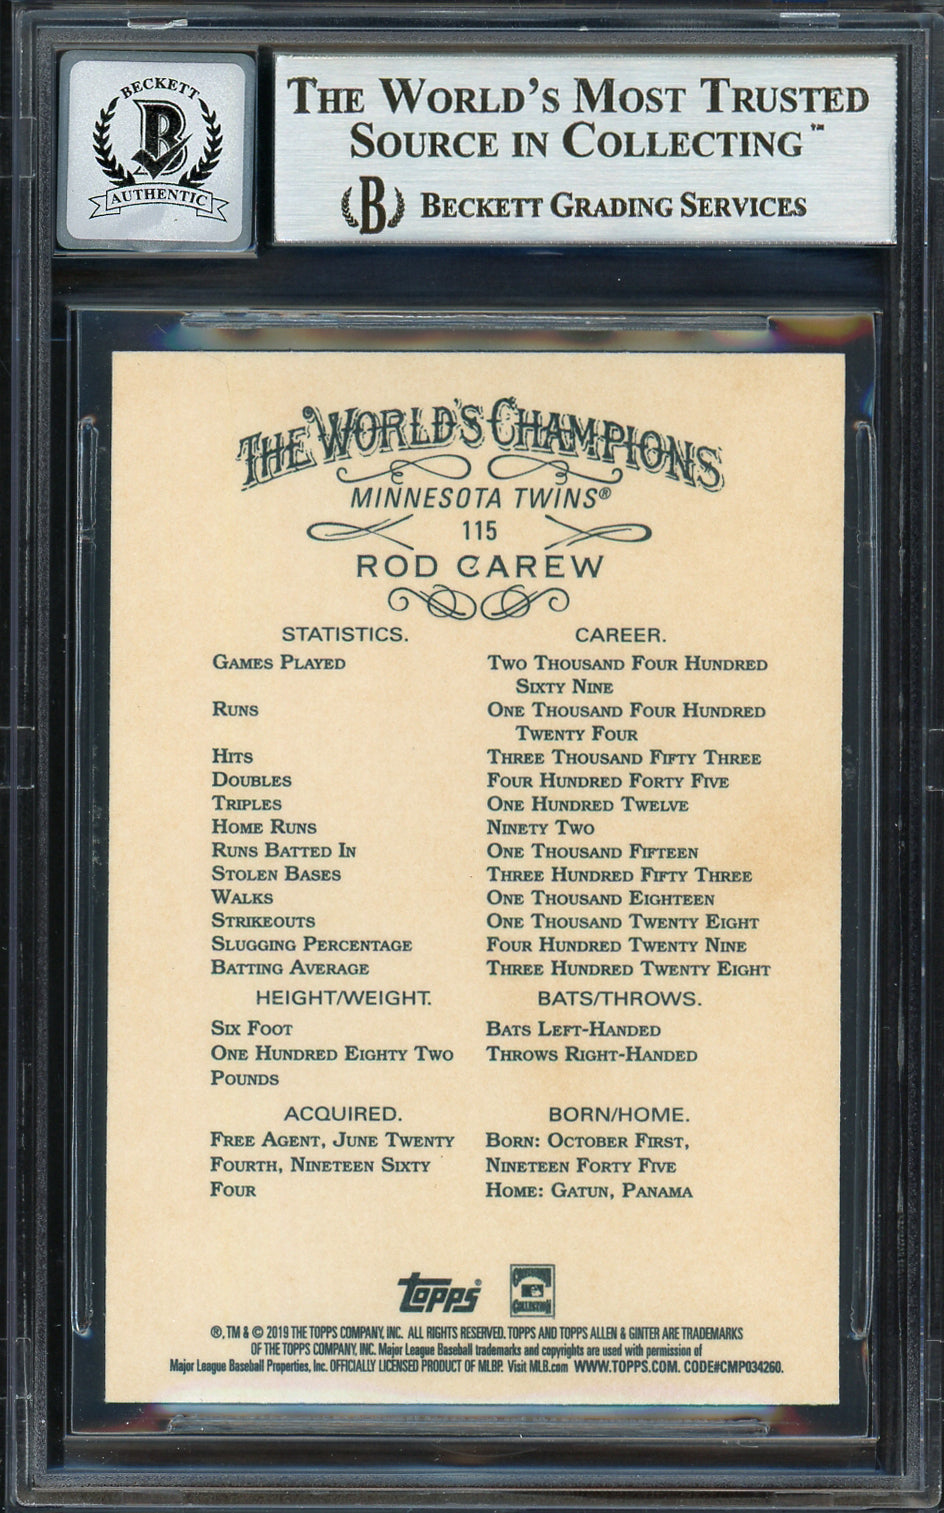 BECKETT
B
AUTHENTIC
THE WORLD'S MOST TRUSTED
SOURCE IN COLLECTING™
B BECKETT GRADING SERVICES
THE WORLD'S CHAMPIONS
MINNESOTA TWINS®
115
ROD CAREW
STATISTICS. CAREER.
GAMES PLAYED TWO THOUSAND FOUR HUNDRED
SIXTY NINE
RUNS ONE THOUSAND FOUR HUNDRED
TWENTY FOUR
HITS THREE THOUSAND FIFTY THREE
DOUBLES FOUR HUNDRED FORTY FIVE
TRIPLES ONE HUNDRED TWELVE
HOME RUNS NINETY TWO
RUNS BATTED IN ONE THOUSAND FIFTEEN
STOLEN BASES THREE HUNDRED FIFTY THREE
WALKS ONE THOUSAND EIGHTEEN
STRIKEOUTS ONE THOUSAND TWENTY EIGHT
SLUGGING PERCENTAGE FOUR HUNDRED TWENTY NINE
BATTING AVERAGE THREE HUNDRED TWENTY EIGHT
HEIGHT/WEIGHT. BATS/THROWS.
SIX FOOT BATS LEFT-HANDED
ONE HUNDRED EIGHTY TWO THROWS RIGHT-HANDED
POUNDS
ACQUIRED. BORN/HOME.
FREE AGENT, JUNE TWENTY BORN: OCTOBER FIRST,
FOURTH, NINETEEN SIXTY NINETEEN FORTY FIVE
FOUR HOME: GATUN, PANAMA
Topps® COOPERSTOWN COLLECTION
®, TM & © 2019 THE TOPPS COMPANY, INC. ALL RIGHTS RESERVED. TOPPS AND TOPPS ALLEN & GINTER ARE TRADEMARKS
OF THE TOPPS COMPANY, INC. Major League Baseball trademarks and copyrights are used with permission of
Major League Baseball Properties, Inc. OFFICIALLY LICENSED PRODUCT OF MLBP. Visit MLB.com WWW.TOPPS.COM. CODE#CMP034260.